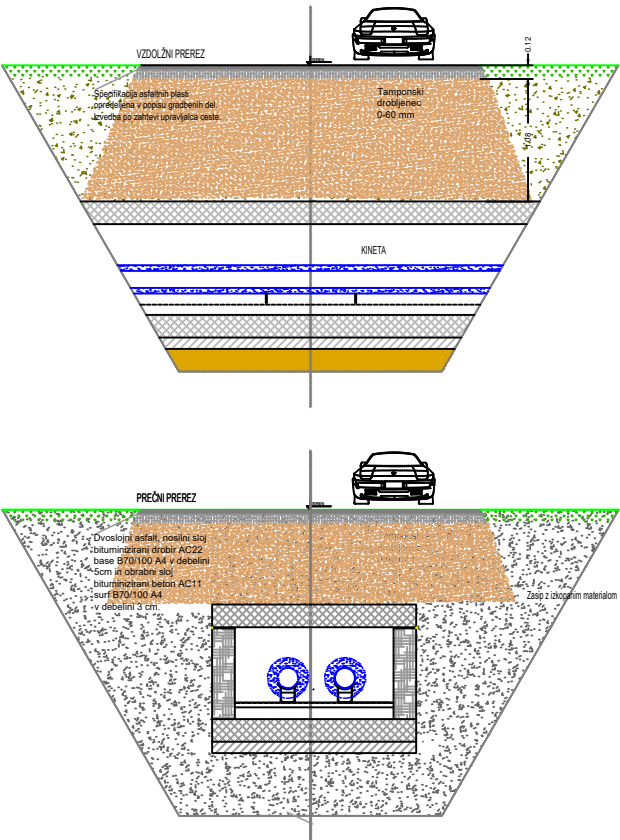 VZDOLŽNI PREREZ
0.12
Specifikacija asfaltnih plasti
opredeljena v popisu gradbenih del.
Izvedba po zahtevi upravljalca ceste.
Tamponski
drobljenec
0-60 mm
1.08
KINETA
PREČNI PREREZ
Dvoslojni asfalt, nosilni sloj
bituminizirani drobir AC22
base B70/100 A4 v debelini
5cm in obrabni sloj
bituminizirani beton AC11
surf B70/100 A4
v debelini 3 cm.
Zasip z izkopanim materialom